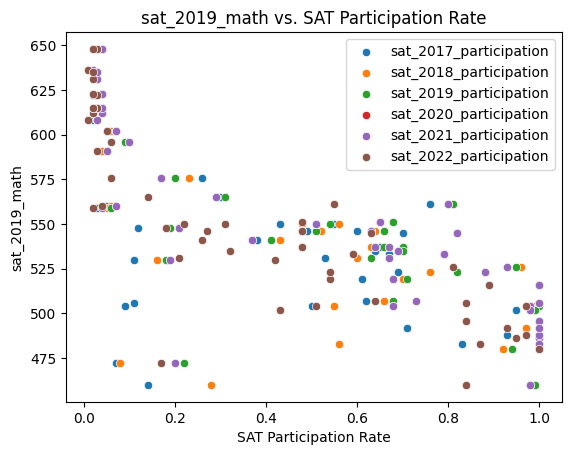 sat_2019_math vs. SAT Participation Rate
sat_2017_participation
sat_2018_participation
sat_2019_participation
sat_2020_participation
sat_2021_participation
sat_2022_participation
650
625
600
575
550
525
500
475
sat_2019_math
0.0 0.2 0.4 0.6 0.8 1.0
SAT Participation Rate